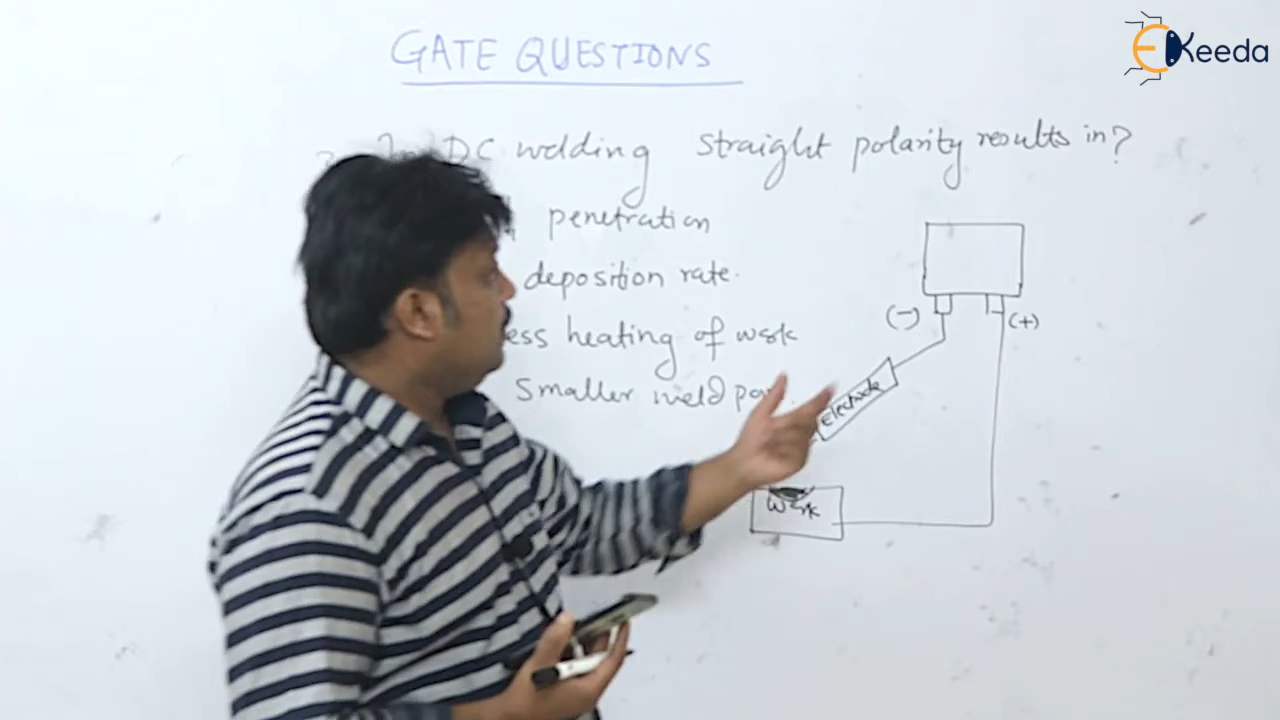 EKeeda
GATE QUESTIONS
DC welding straight polarity results in?
penetration
deposition rate.
ess heating of work
Smaller weld
(-)
(+)
Electrode
Work